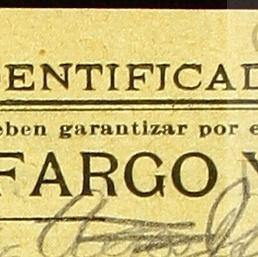 ENTIFICAD
eben garantizar por e
FARGO Y